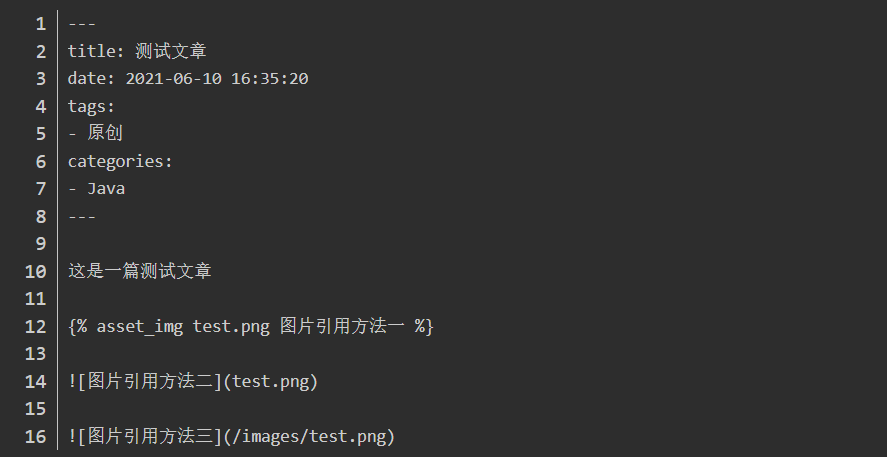 1 ---
2 title: 测试文章
3 date: 2021-06-10 16:35:20
4 tags:
5 - 原创
6 categories:
7 - Java
8 ---
9
10 这是一篇测试文章
11
12 {% asset_img test.png 图片引用方法一 %}
13
14 ![图片引用方法二](test.png)
15
16 ![图片引用方法三](/images/test.png)